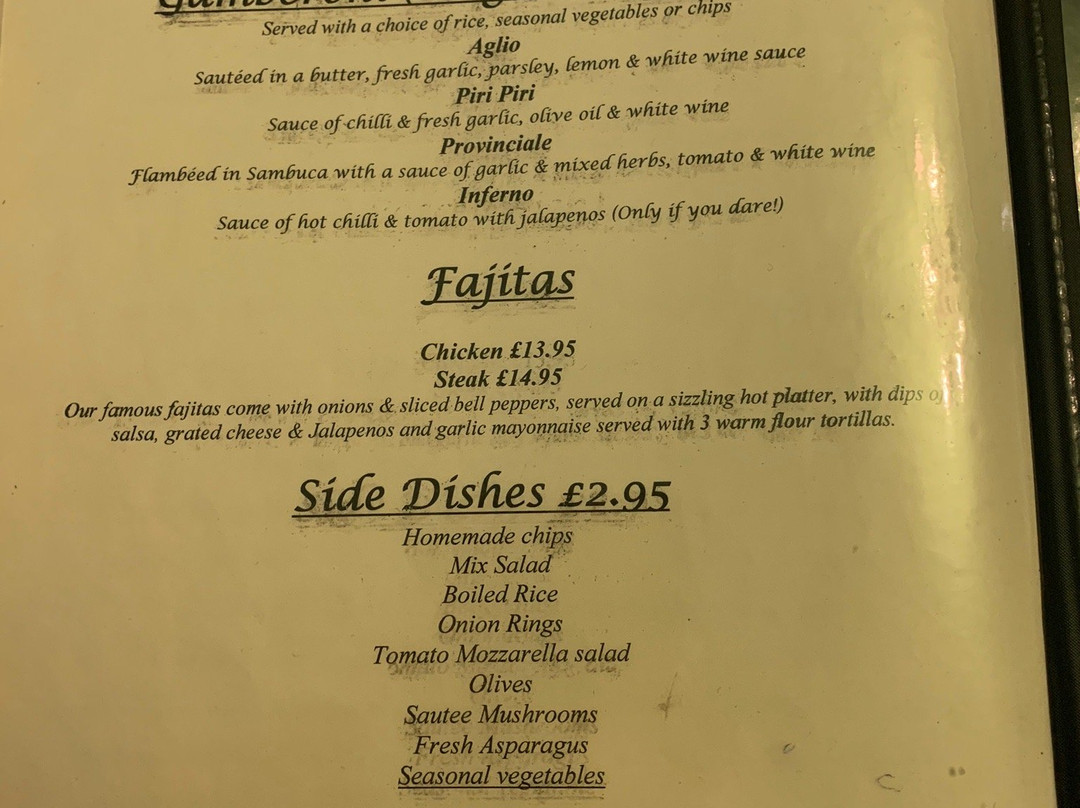 Served with a choice of rice, seasonal vegetables or chips
Aglio
Sautéed in a butter, fresh garlic, parsley, lemon & white wine sauce
Piri Piri
Sauce of chilli & fresh garlic, olive oil & white wine
Provinciale
Flambéed in Sambuca with a sauce of garlic & mixed herbs, tomato & white wine
Inferno
Sauce of hot chilli & tomato with jalapenos (Only if you dare!)
Fajitas
Chicken £13.95
Steak £14.95
Our famous fajitas come with onions & sliced bell peppers, served on a sizzling hot platter, with dips of
salsa, grated cheese & Jalapenos and garlic mayonnaise served with 3 warm flour tortillas.
Side Dishes £2.95
Homemade chips
Mix Salad
Boiled Rice
Onion Rings
Tomato Mozzarella salad
Olives
Sautee Mushrooms
Fresh Asparagus
Seasonal vegetables